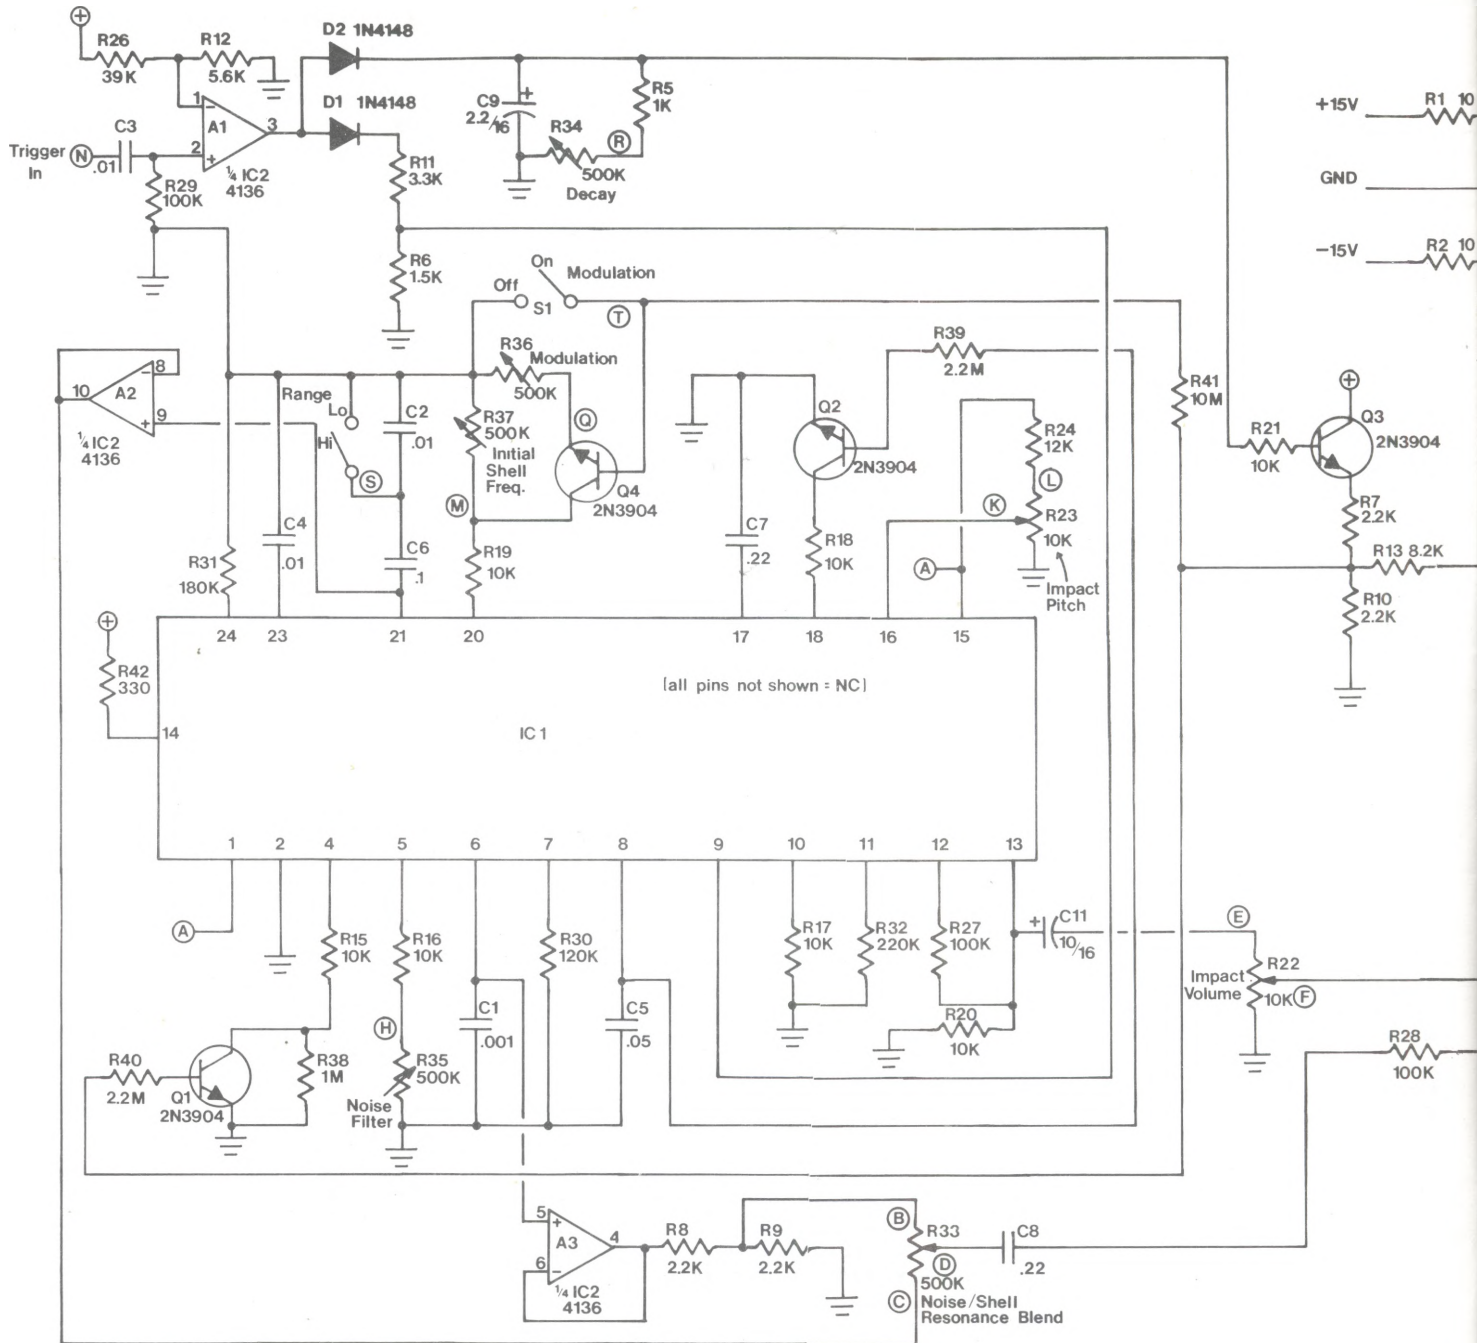 R26
39K
R12
5.6K
D2 1N4148
D1 1N4148
C9
+
2.2/16
R5
1K
R34
500K
Decay
R
+15V
R1 10
GND
-15V
R2 10
Trigger
In
N
C3
.01
1
-
2
+
A1
3
¼ IC2
4136
R29
100K
R11
3.3K
R6
1.5K
On
Modulation
Off
S1
T
R36
Modulation
500K
R39
2.2M
R41
10M
8
-
10
A2
9
+
¼ IC2
4136
Range
Lo
Hi
S
C2
.01
R37
500K
Initial
Shell
Freq.
Q
Q4
2N3904
M
Q2
2N3904
R24
12K
L
K
R23
10K
Impact
Pitch
R21
10K
Q3
2N3904
R7
2.2K
R13 8.2K
R10
2.2K
R31
180K
C4
.01
C6
.1
R19
10K
C7
.22
R18
10K
A
24
23
21
20
17
18
16
15
R42
330
14
[all pins not shown = NC]
IC1
1
2
4
5
6
7
8
9
10
11
12
13
A
R15
10K
R16
10K
R30
120K
R17
10K
R32
220K
R27
100K
+
C11
10/16
E
R22
10K
F
Impact
Volume
H
C1
.001
C5
.05
R20
10K
R28
100K
R40
2.2M
Q1
2N3904
R38
1M
R35
500K
Noise
Filter
5
+
A3
4
6
-
¼ IC2
4136
R8
2.2K
R9
2.2K
B
R33
D
500K
C
Noise/Shell
Resonance Blend
C8
.22